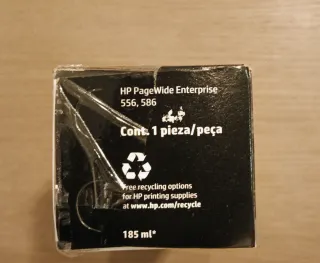 HP PageWide Enterprise
556, 586
Cont. 1 pieza/peça
Free recycling options
for HP printing supplies
at www.hp.com/recycle
185 ml*